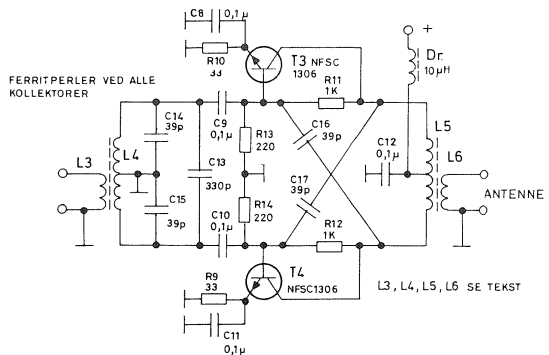 C8
0,1µ
+
R10
33
T3 NFSC
1306
Dr.
10µH
FERRITPERLER VED ALLE
KOLLEKTORER
R11
1K
C14
39p
C9
0,1µ
R13
220
C16
39p
C12
0,1µ
L5
L6
L3
L4
C13
330p
ANTENNE
C15
39p
C10
0,1µ
R14
220
C17
39p
R12
1K
R9
33
T4
NFSC1306
L3, L4, L5, L6 SE TEKST
C11
0,1µ